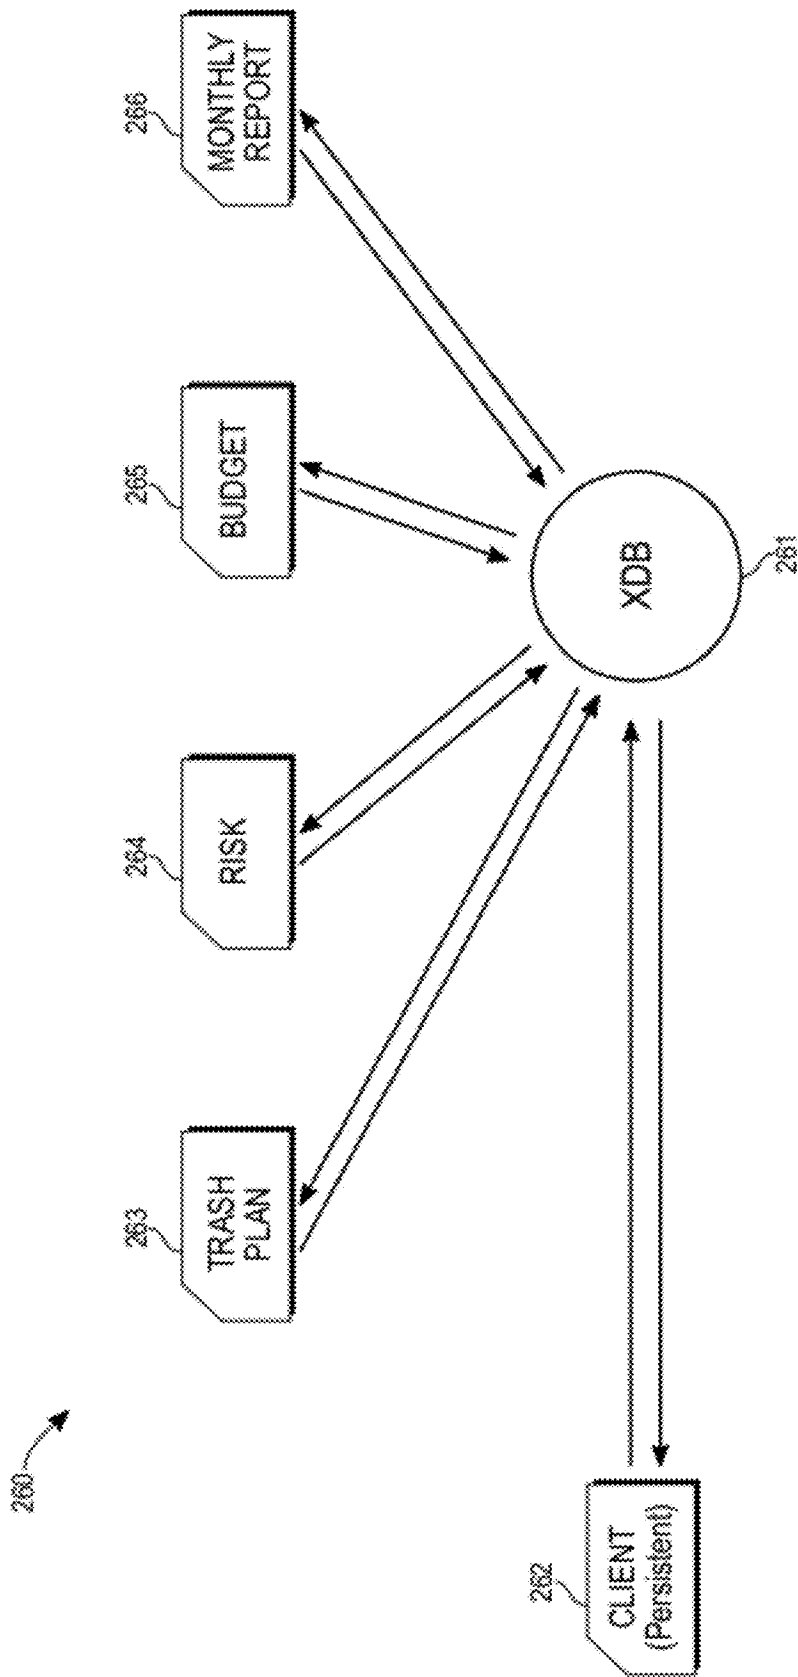 260
263
TRASH
PLAN
264
RISK
265
BUDGET
266
MONTHLY
REPORT
262
CLIENT
(Persistent)
XDB
261